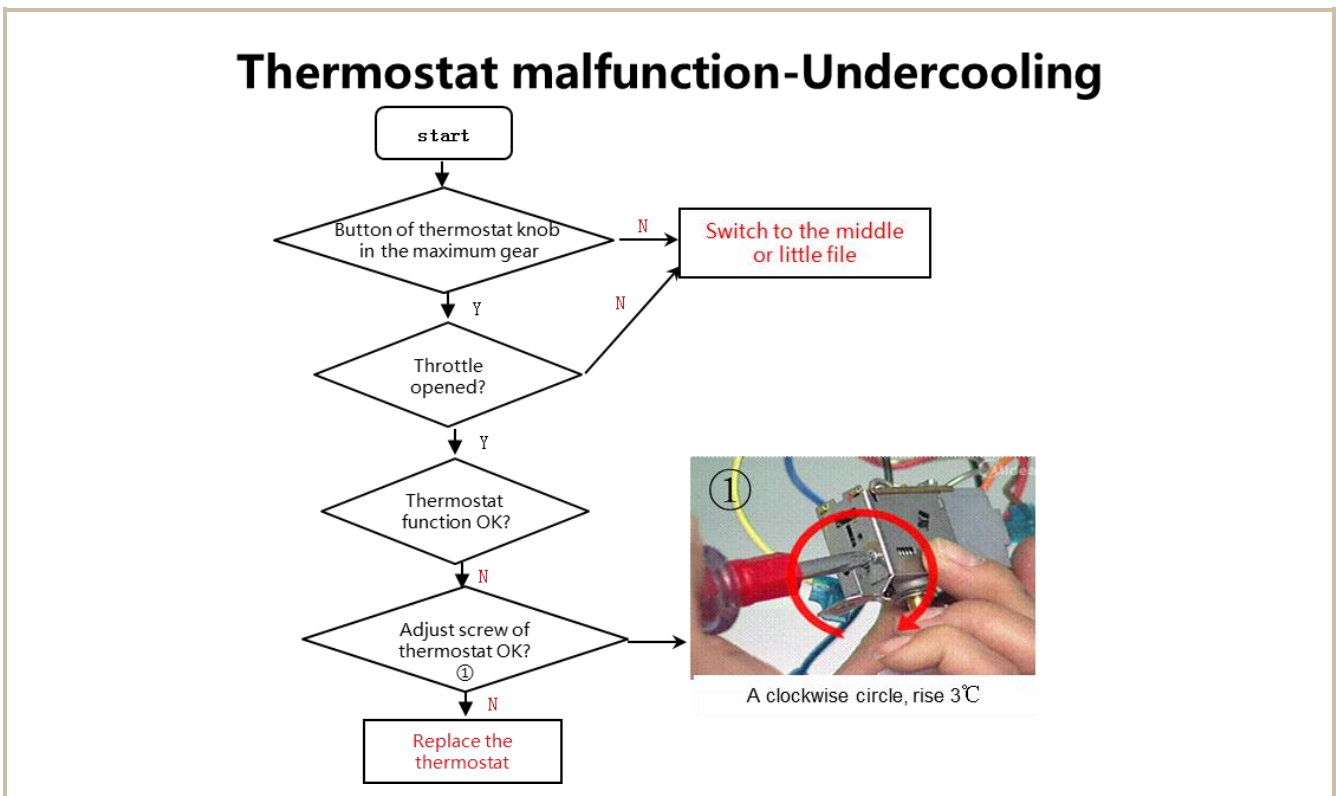 Thermostat malfunction-Undercooling
start
Button of thermostat knob
in the maximum gear
N
Switch to the middle
or little file
Y
N
Throttle
opened?
Y
Thermostat
function OK?
N
Adjust screw of
thermostat OK?
①
①
A clockwise circle, rise 3℃
N
Replace the
thermostat